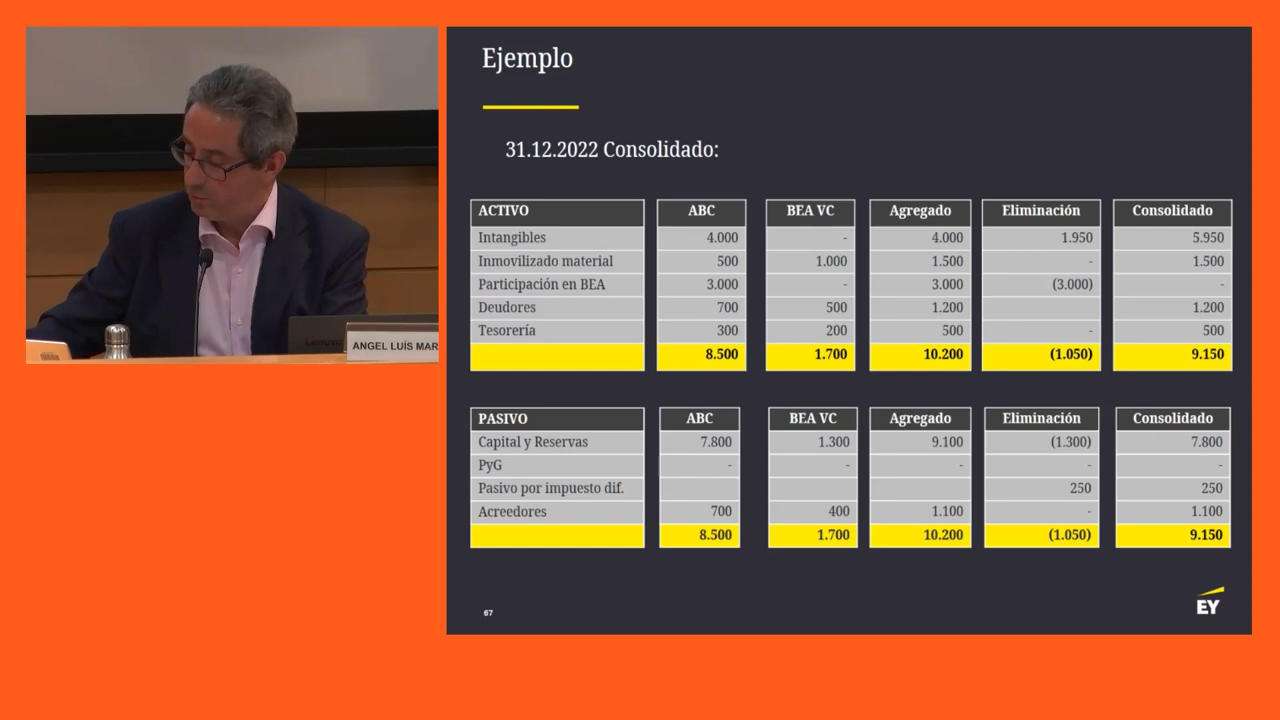 Lenovo
ANGEL LUÍS MAR
Ejemplo
31.12.2022 Consolidado:
ACTIVO ABC BEA VC Agregado Eliminación Consolidado
Intangibles 4.000 - 4.000 1.950 5.950
Inmovilizado material 500 1.000 1.500 - 1.500
Participación en BEA 3.000 - 3.000 (3.000) -
Deudores 700 500 1.200 1.200
Tesorería 300 200 500 - 500
8.500 1.700 10.200 (1.050) 9.150
PASIVO ABC BEA VC Agregado Eliminación Consolidado
Capital y Reservas 7.800 1.300 9.100 (1.300) 7.800
PyG - - - - -
Pasivo por impuesto dif. 250 250
Acreedores 700 400 1.100 - 1.100
8.500 1.700 10.200 (1.050) 9.150
67
EY